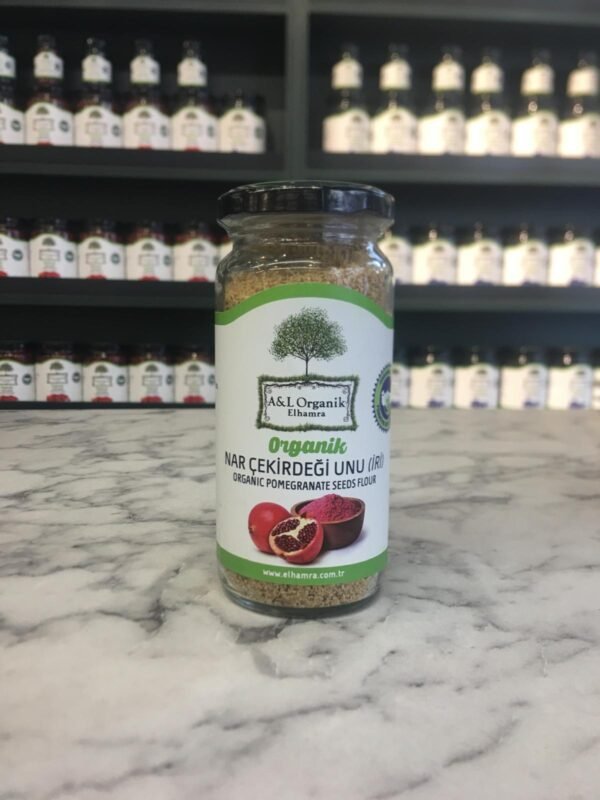 A&L Organik
Elhamra
Organik
NAR ÇEKİRDEĞİ UNU (İRİ)
ORGANIC POMEGRANATE SEEDS FLOUR
www.elhamra.com.tr